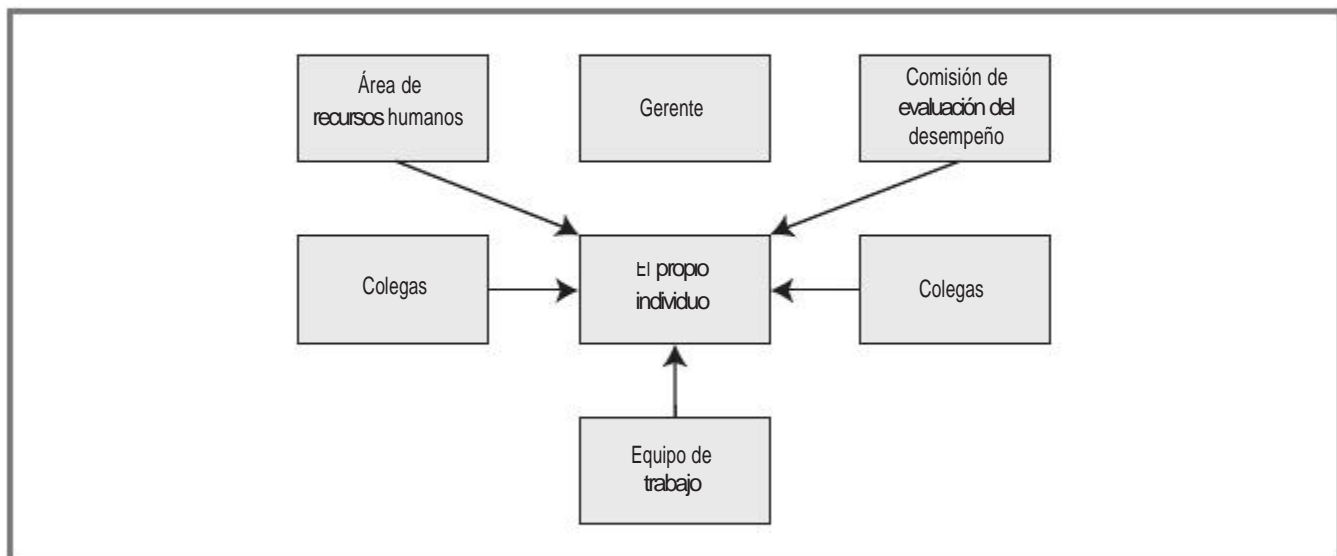 Área de
recursos humanos
Gerente
Comisión de
evaluación del
desempeño
Colegas
El propio
individuo
Colegas
Equipo de
trabajo